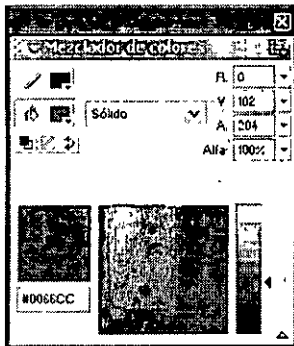 Mezclador de colores
R: 0
V: 102
Sólido
A: 204
Alfa: 100%
#0066CC